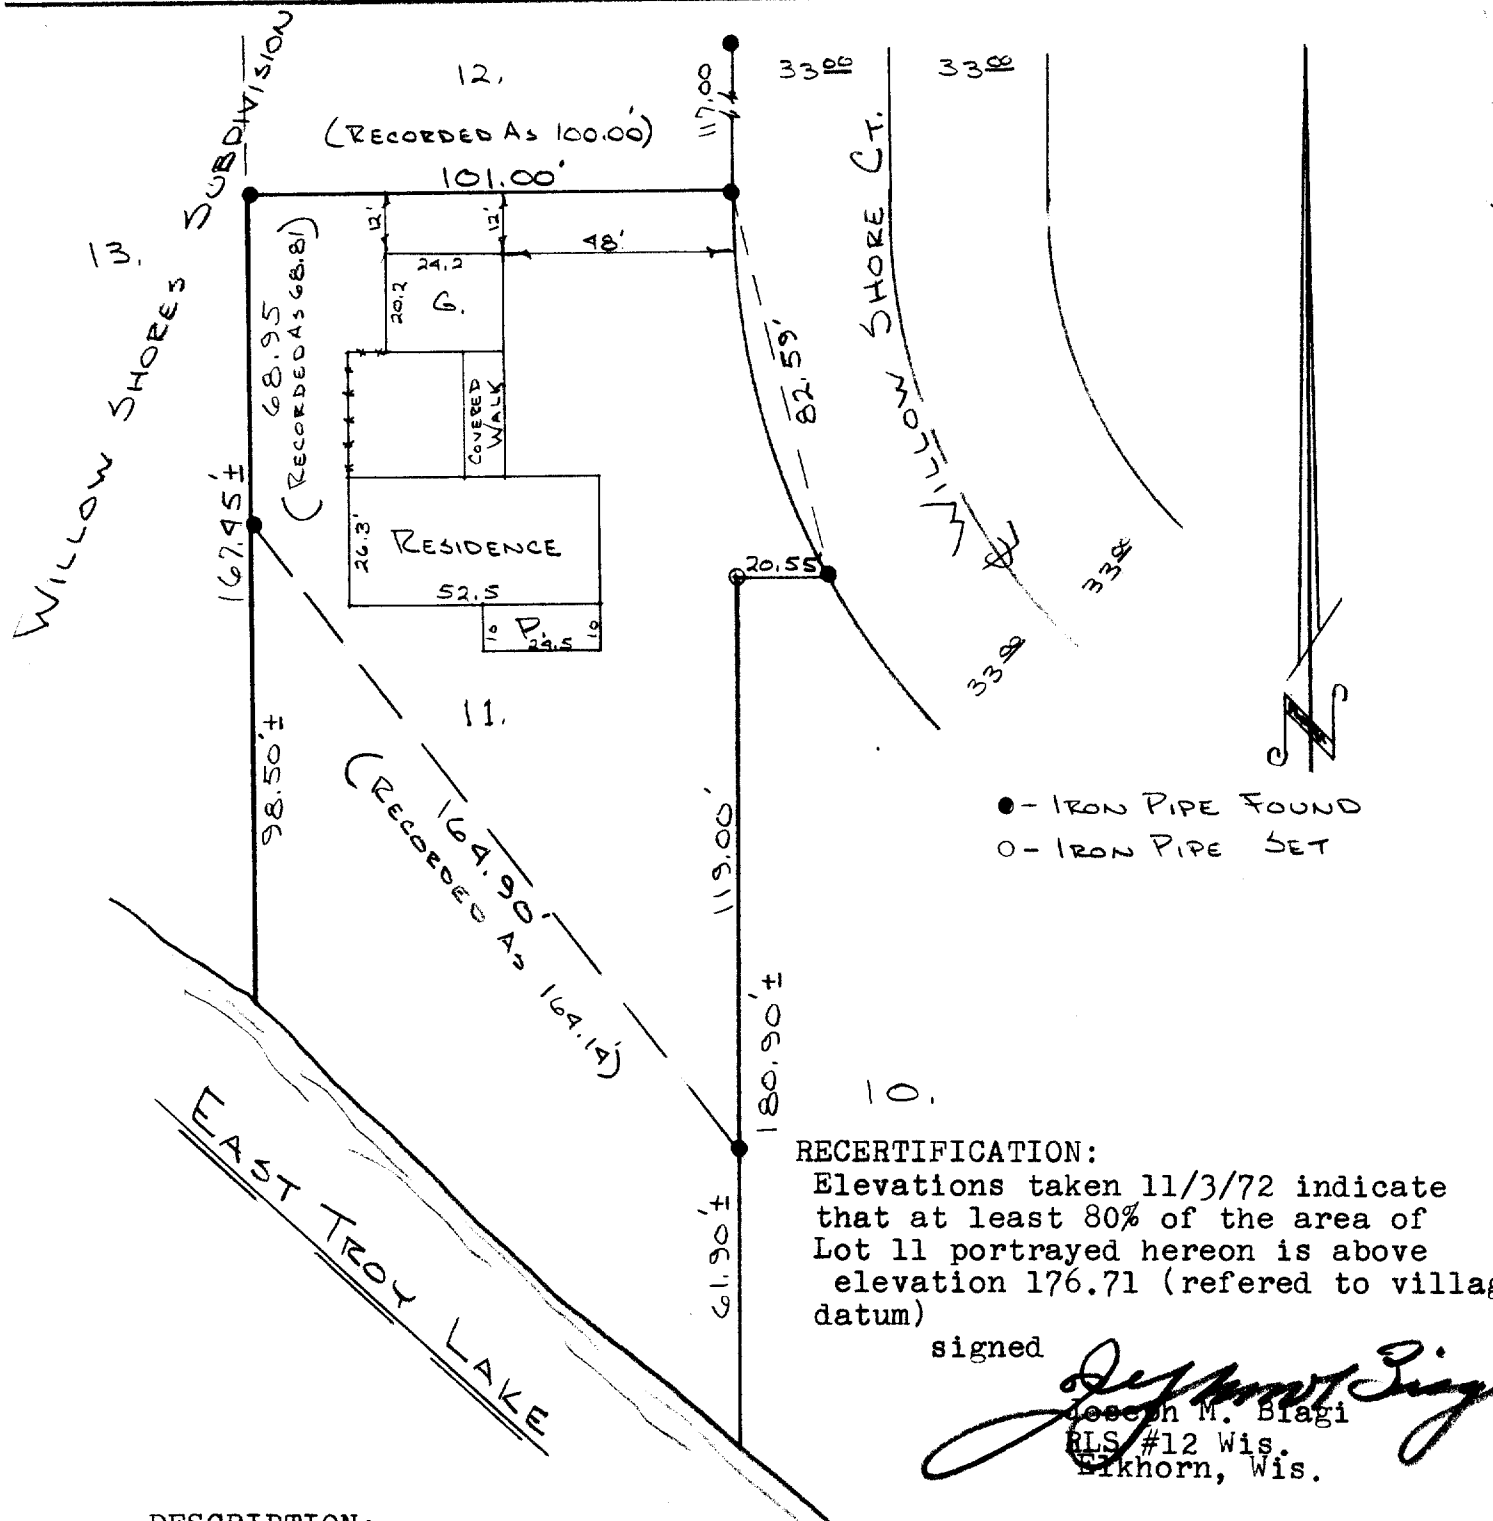 12.
(RECORDED AS 100.00')
101.00'
117.00
33 00
33 00
WILLOW SHORES SUBDIVISION
13.
12'
12'
48'
24.2
20.2
G.
68.95
(RECORDED AS 68.81)
COVERED
WALK
82.59'
WILLOW SHORE CT.
℄
33 00
33 00
167.45'±
26.3'
RESIDENCE
52.5
20.55
10
P.
10
24.5
11.
98.50'±
164.90'
(RECORDED AS 164.14')
119.00'
180.90'±
61.90'±
N
● - IRON PIPE FOUND
○ - IRON PIPE SET
10.
EAST TROY LAKE
RECERTIFICATION:
Elevations taken 11/3/72 indicate
that at least 80% of the area of
Lot 11 portrayed hereon is above
elevation 176.71 (refered to villag
datum)
signed
Joseph M. Biagi
RLS #12 Wis.
Elkhorn, Wis.
DESCRIPTION: